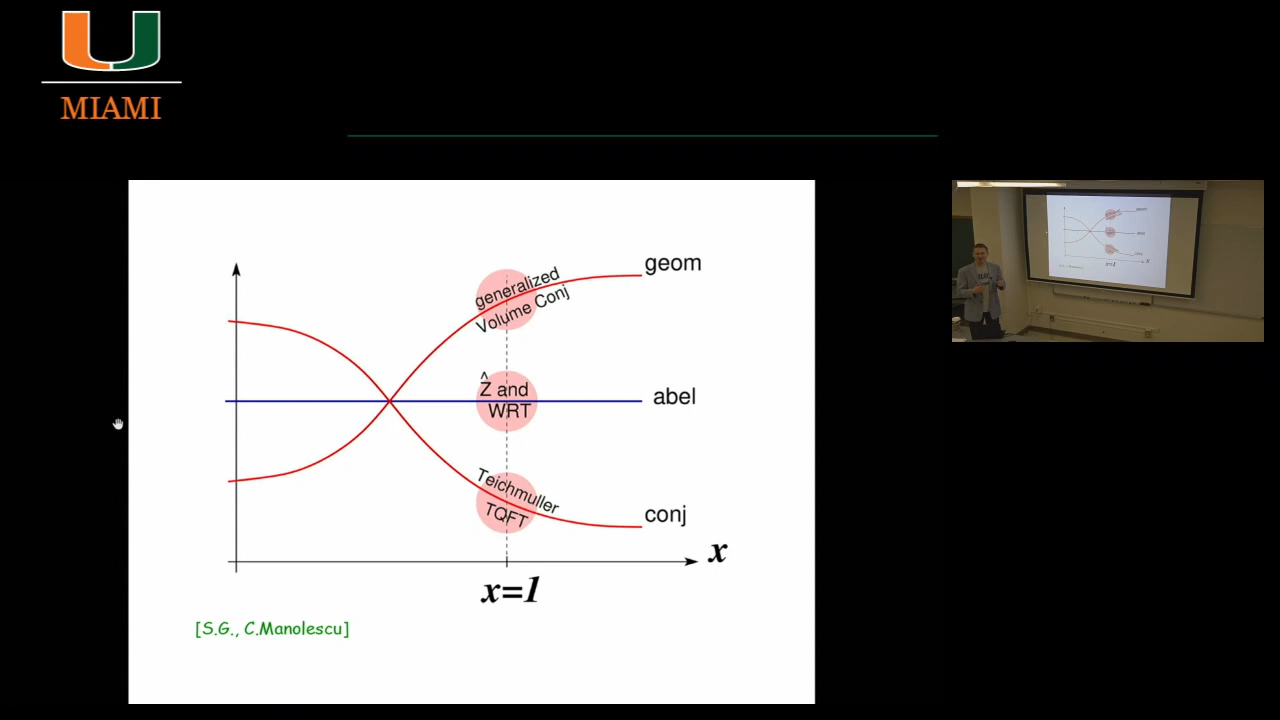 MIAMI
geom
generalized
Volume Conj
Ẑ and
WRT
abel
Teichmuller
TQFT
conj
x
x=1
[S.G., C.Manolescu]